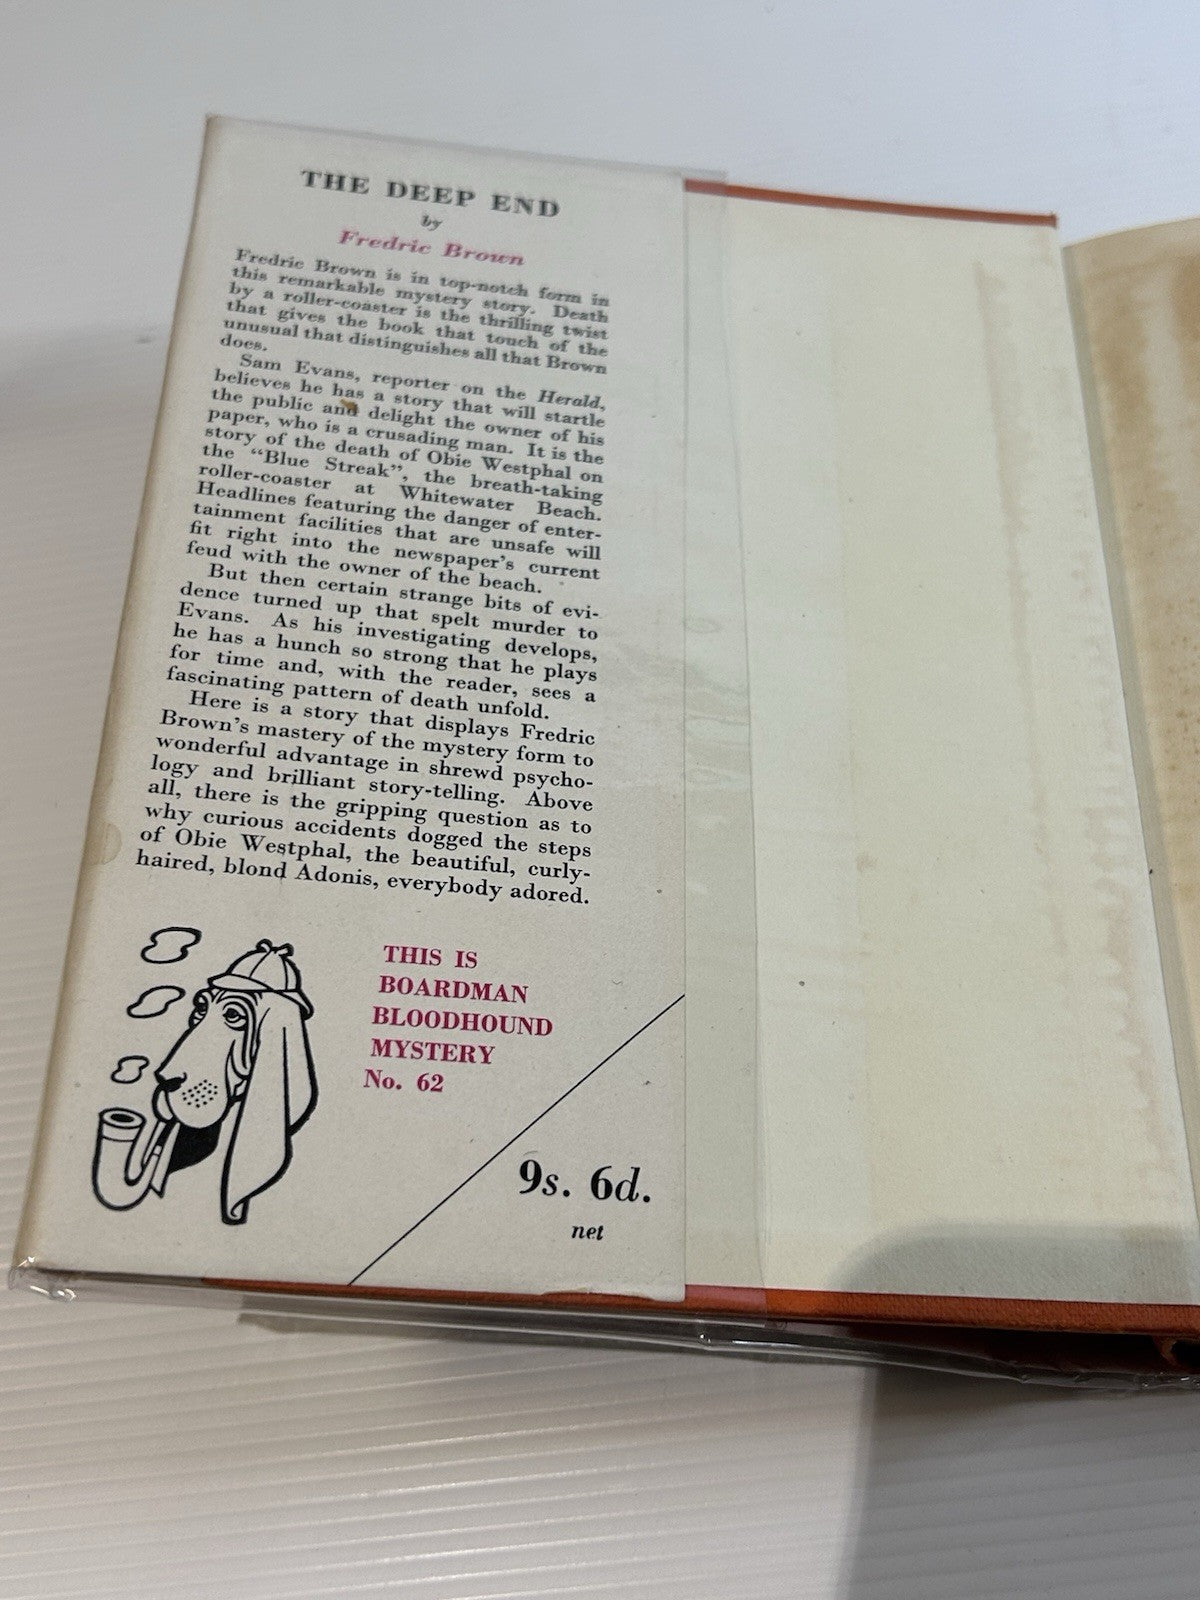 THE DEEP END
by
Fredric Brown
Fredric Brown is in top-notch form in
this remarkable mystery story. Death
by a roller-coaster is the thrilling twist
that gives the book that touch of the
unusual that distinguishes all that Brown
does.
Sam Evans, reporter on the Herald,
believes he has a story that will startle
the public and delight the owner of his
paper, who is a crusading man. It is the
story of the death of Obie Westphal on
the “Blue Streak”, the breath-taking
roller-coaster at Whitewater Beach.
Headlines featuring the danger of enter-
tainment facilities that are unsafe will
fit right into the newspaper's current
feud with the owner of the beach.
But then certain strange bits of evi-
dence turned up that spelt murder to
Evans. As his investigating develops,
he has a hunch so strong that he plays
for time and, with the reader, sees a
fascinating pattern of death unfold.
Here is a story that displays Fredric
Brown's mastery of the mystery form to
wonderful advantage in shrewd psycho-
logy and brilliant story-telling. Above
all, there is the gripping question as to
why curious accidents dogged the steps
of Obie Westphal, the beautiful, curly-
haired, blond Adonis, everybody adored.
THIS IS
BOARDMAN
BLOODHOUND
MYSTERY
No. 62
9s. 6d.
net